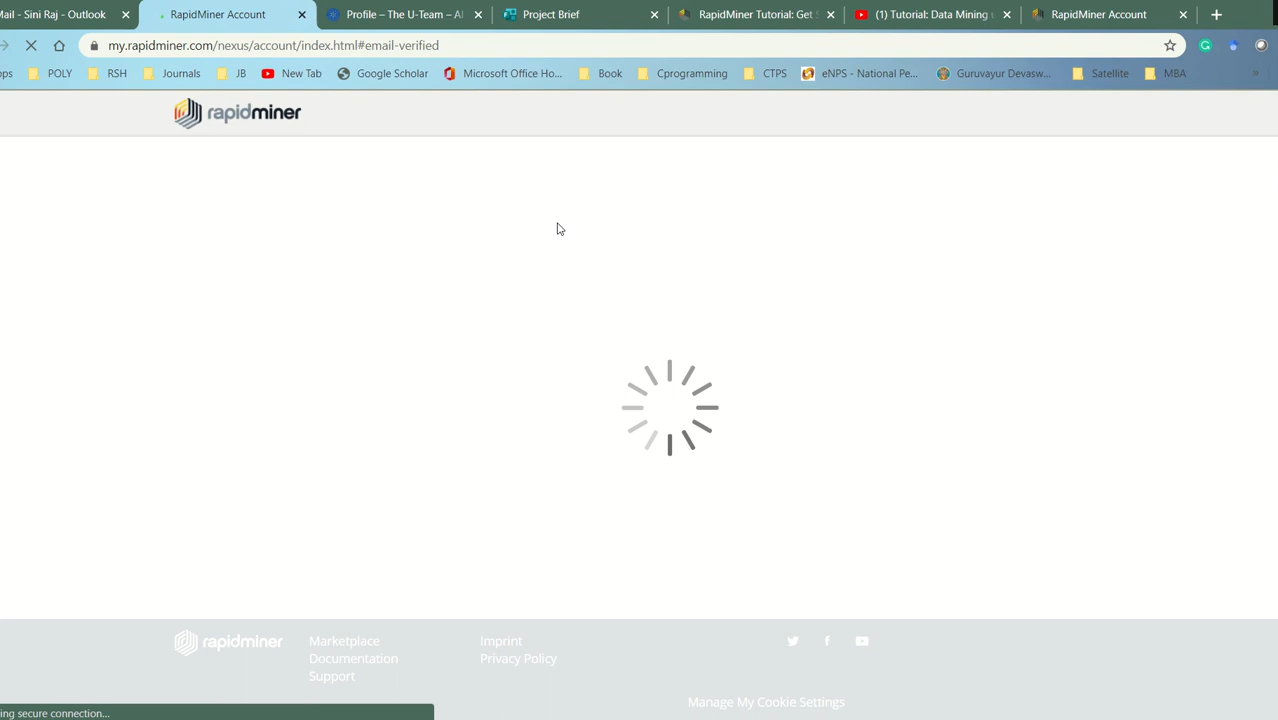 ail - Sini Raj - Outlook
RapidMiner Account
Profile – The U-Team – Al
Project Brief
RapidMiner Tutorial: Get S
(1) Tutorial: Data Mining u
RapidMiner Account
my.rapidminer.com/nexus/account/index.html#email-verified
ps
POLY
RSH
Journals
JB
New Tab
Google Scholar
Microsoft Office Ho...
Book
Cprogramming
CTPS
eNPS - National Pe...
Guruvayur Devasw...
Satellite
MBA
»
rapidminer
rapidminer
Marketplace
Documentation
Support
Imprint
Privacy Policy
Manage My Cookie Settings
ing secure connection...